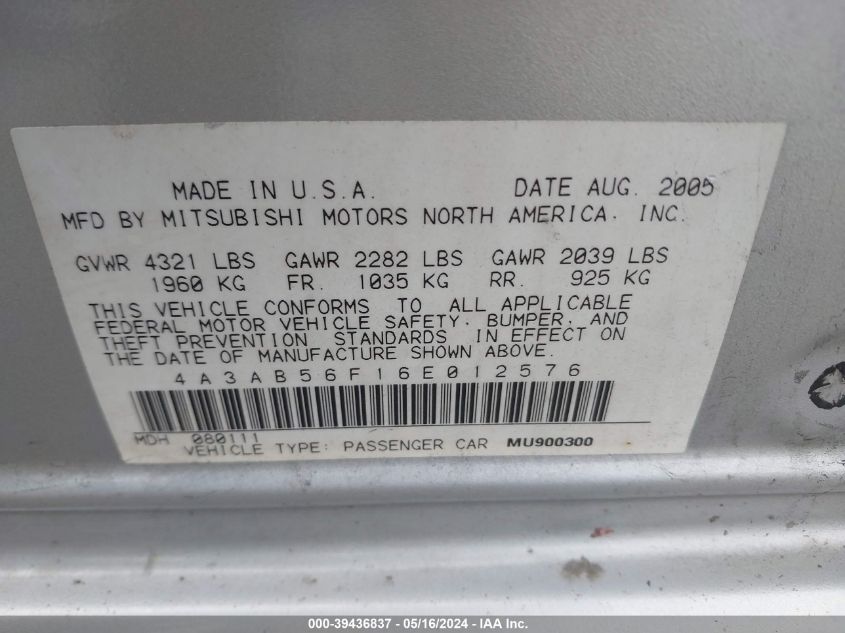 MADE IN U.S.A. DATE AUG. 2005
MFD BY MITSUBISHI MOTORS NORTH AMERICA. INC.
GVWR 4321 LBS GAWR 2282 LBS GAWR 2039 LBS
1960 KG FR. 1035 KG RR. 925 KG
THIS VEHICLE CONFORMS TO ALL APPLICABLE
FEDERAL MOTOR VEHICLE SAFETY, BUMPER, AND
THEFT PREVENTION STANDARDS IN EFFECT ON
THE DATE OF MANUFACTURE SHOWN ABOVE.
4A3AB56F16E012576
MDH 080111
VEHICLE TYPE: PASSENGER CAR MU900300
000-39436837 - 05/16/2024 - IAA Inc.